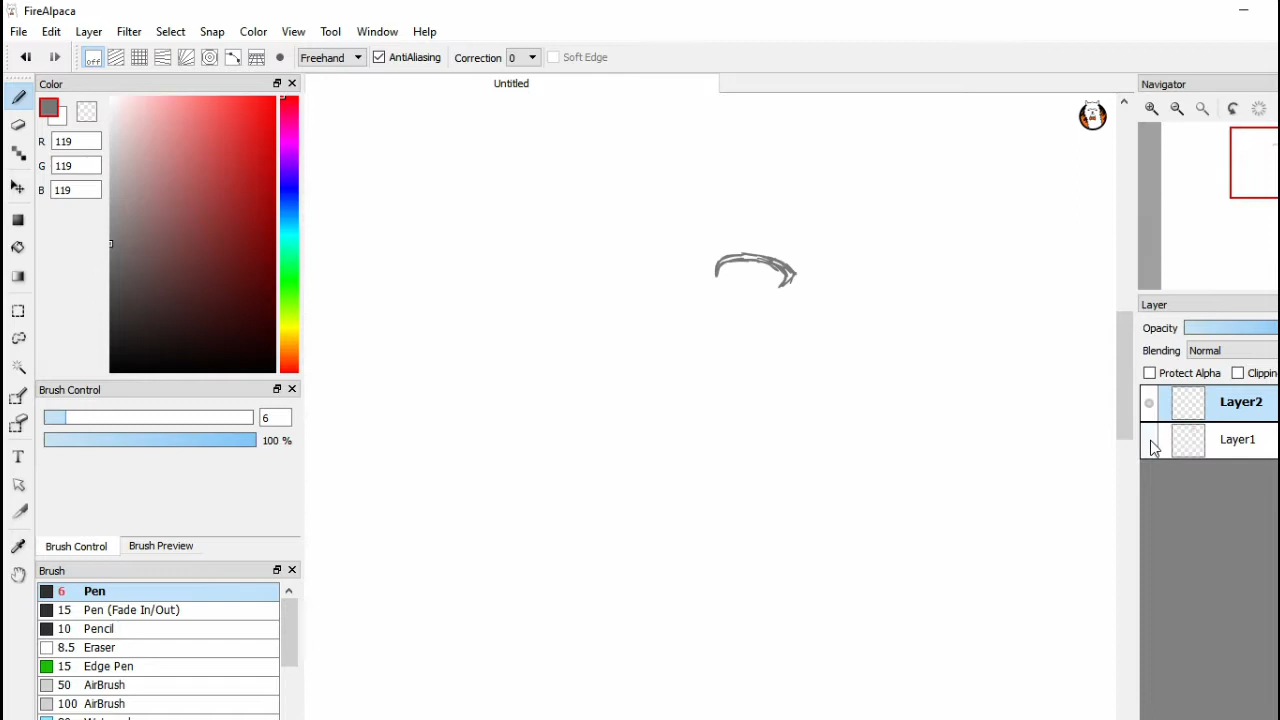 FireAlpaca
File Edit Layer Filter Select Snap Color View Tool Window Help
off Freehand AntiAliasing Correction 0 Soft Edge
Color
Untitled
Navigator
R 119
G 119
B 119
Layer
Opacity
Blending Normal
Protect Alpha
Layer2
Layer1
Brush Control
6
100 %
Brush Control Brush Preview
Brush
6 Pen
15 Pen (Fade In/Out)
10 Pencil
8.5 Eraser
15 Edge Pen
50 AirBrush
100 AirBrush